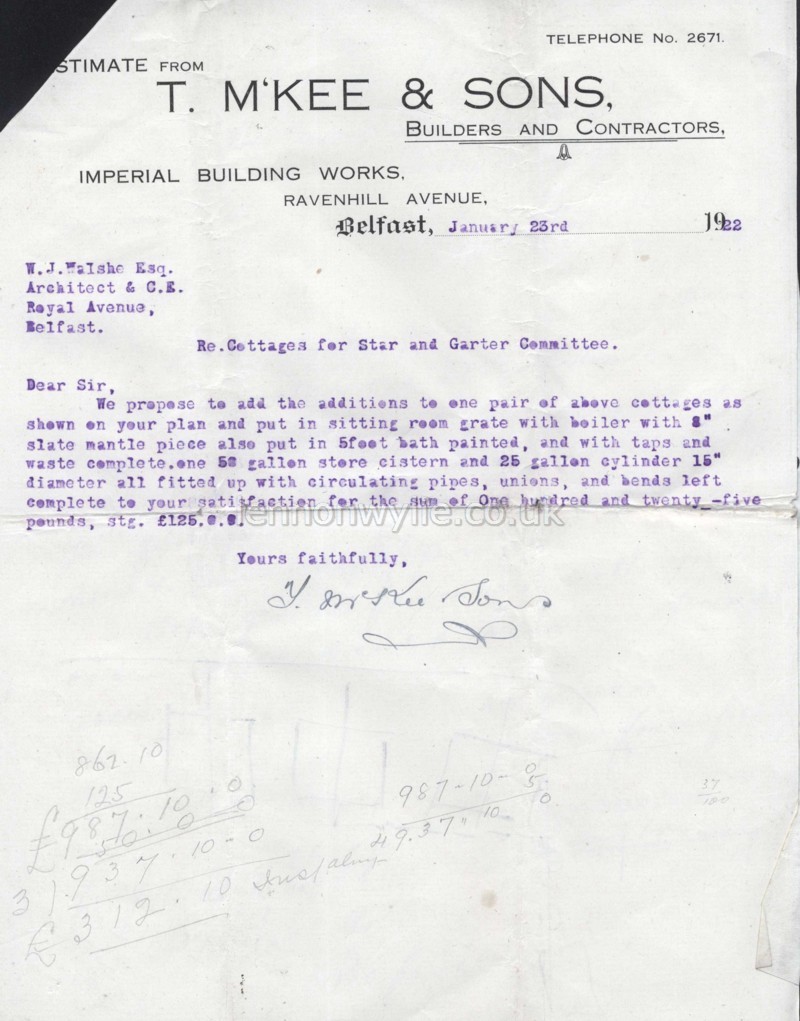 TELEPHONE No. 2671.
STIMATE FROM
T. M'KEE & SONS,
BUILDERS AND CONTRACTORS,
IMPERIAL BUILDING WORKS,
RAVENHILL AVENUE,
Belfast, January 23rd 1922
W.J.Walshe Esq.
Architect & C.E.
Royal Avenue,
Belfast.
Re.Cottages for Star and Garter Committee.
Dear Sir,
We propose to add the additions to one pair of above cottages as
shown on your plan and put in sitting room grate with boiler with 8"
slate mantle piece also put in 5foot bath painted, and with taps and
waste complete.one 50 gallon store cistern and 25 gallon cylinder 15"
diameter all fitted up with circulating pipes, unions, and bends left
complete to your satisfaction for the sum of One hundred and twenty -five
pounds, stg. £125.0.0.
lennonwylie.co.uk
Yours faithfully,
T. McKee Sons
862.10
125
£987.10.0
50.0-0
3).937.10-0
£312.10
987-10-0
5
49.37"10 10
37
100